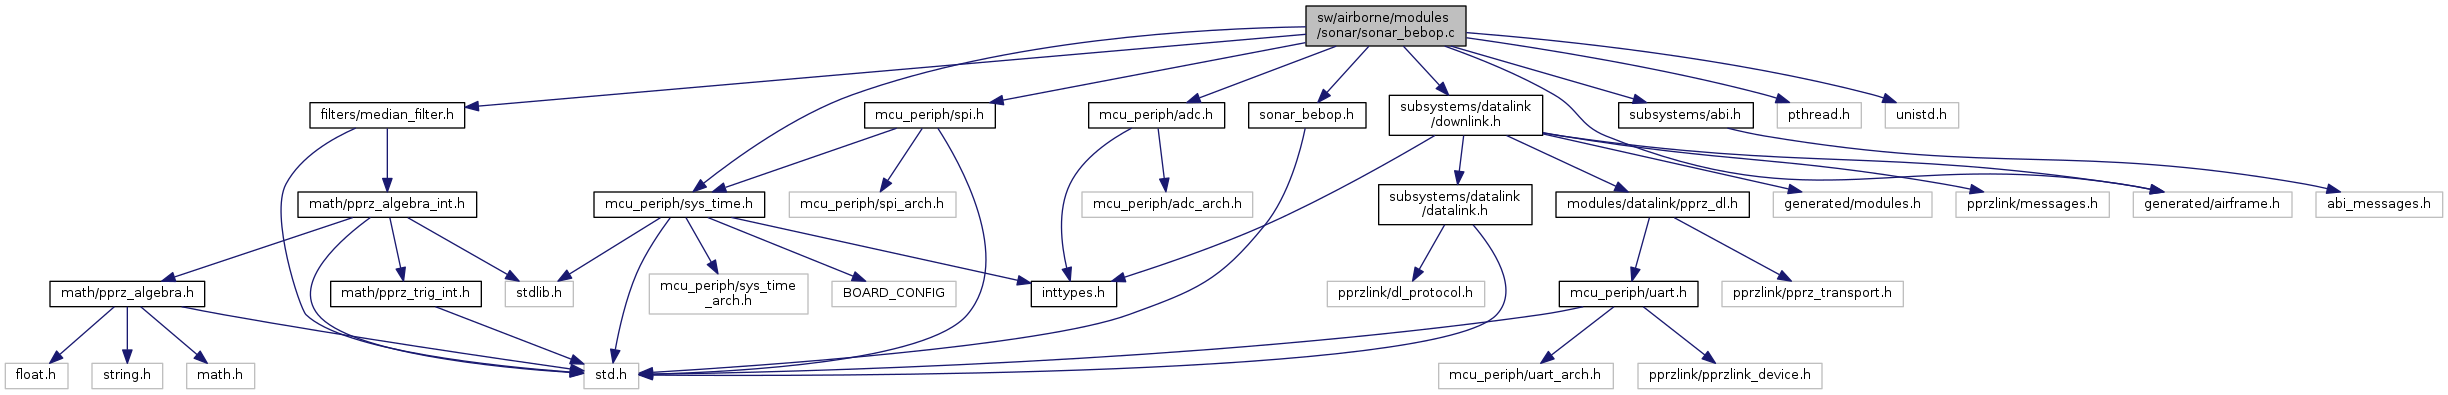 sw/airborne/modules
/sonar/sonar_bebop.c
filters/median_filter.h
mcu_periph/spi.h
mcu_periph/adc.h
sonar_bebop.h
subsystems/datalink
/downlink.h
subsystems/abi.h
pthread.h
unistd.h
math/pprz_algebra_int.h
mcu_periph/sys_time.h
mcu_periph/spi_arch.h
mcu_periph/adc_arch.h
subsystems/datalink
/datalink.h
modules/datalink/pprz_dl.h
generated/modules.h
pprzlink/messages.h
generated/airframe.h
abi_messages.h
math/pprz_algebra.h
math/pprz_trig_int.h
stdlib.h
mcu_periph/sys_time
_arch.h
BOARD_CONFIG
inttypes.h
pprzlink/dl_protocol.h
mcu_periph/uart.h
pprzlink/pprz_transport.h
float.h
string.h
math.h
std.h
mcu_periph/uart_arch.h
pprzlink/pprzlink_device.h